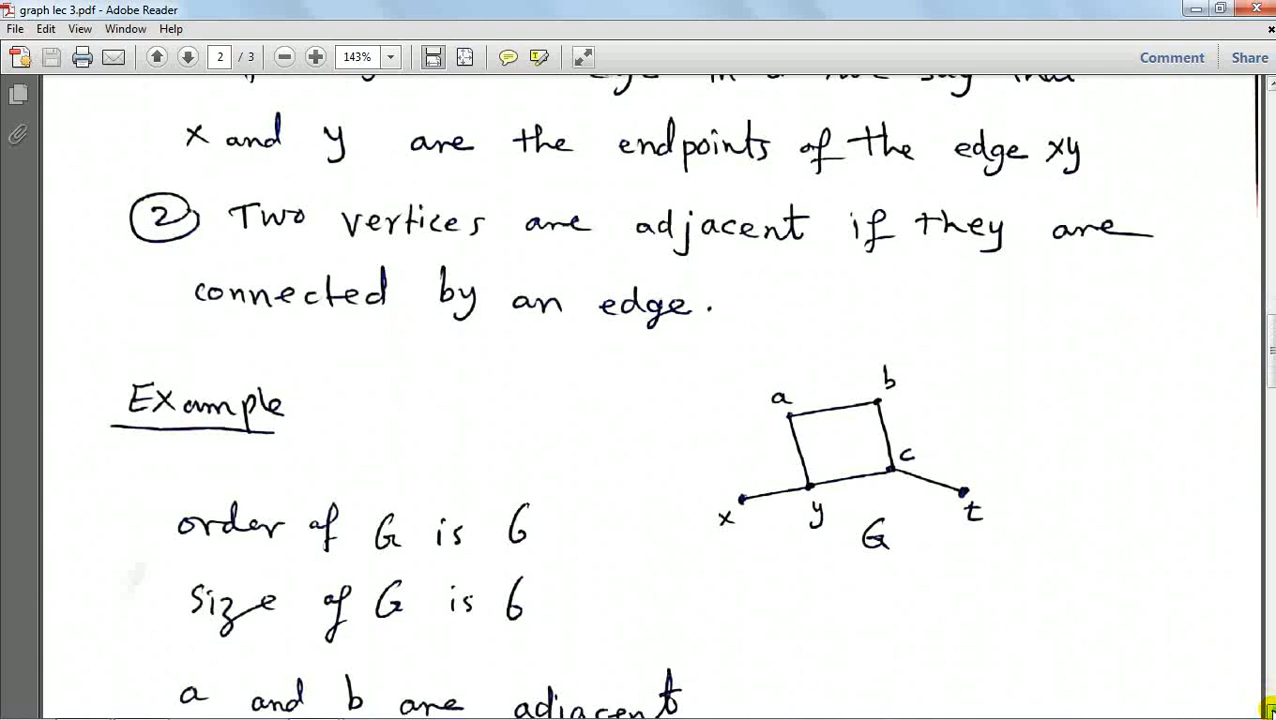 graph lec 3.pdf - Adobe Reader
File Edit View Window Help
2 / 3 143% Comment Share
x and y are the endpoints of the edge xy
2 Two vertices are adjacent if they are
connected by an edge.
Example
a b
c
x y t
G
order of G is 6
size of G is 6
a and b are adjacent